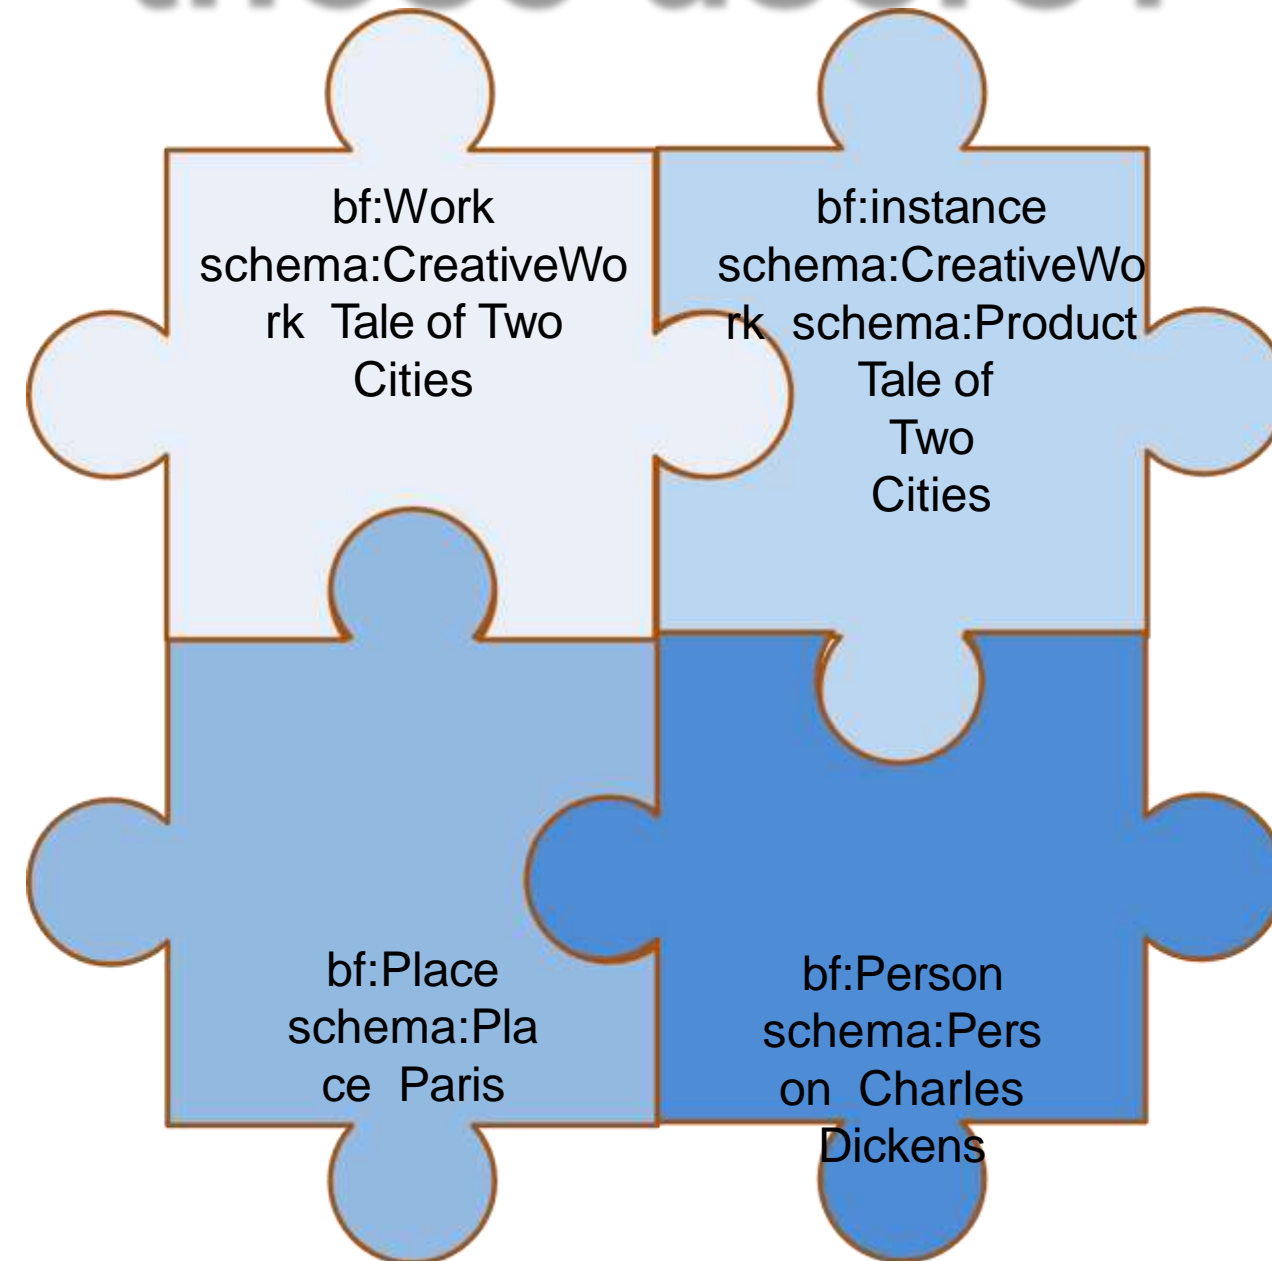 bf:Work
schema:CreativeWo
rk Tale of Two
Cities
bf:instance
schema:CreativeWo
rk schema:Product
Tale of
Two
Cities
bf:Place
schema:Pla
ce Paris
bf:Person
schema:Pers
on Charles
Dickens